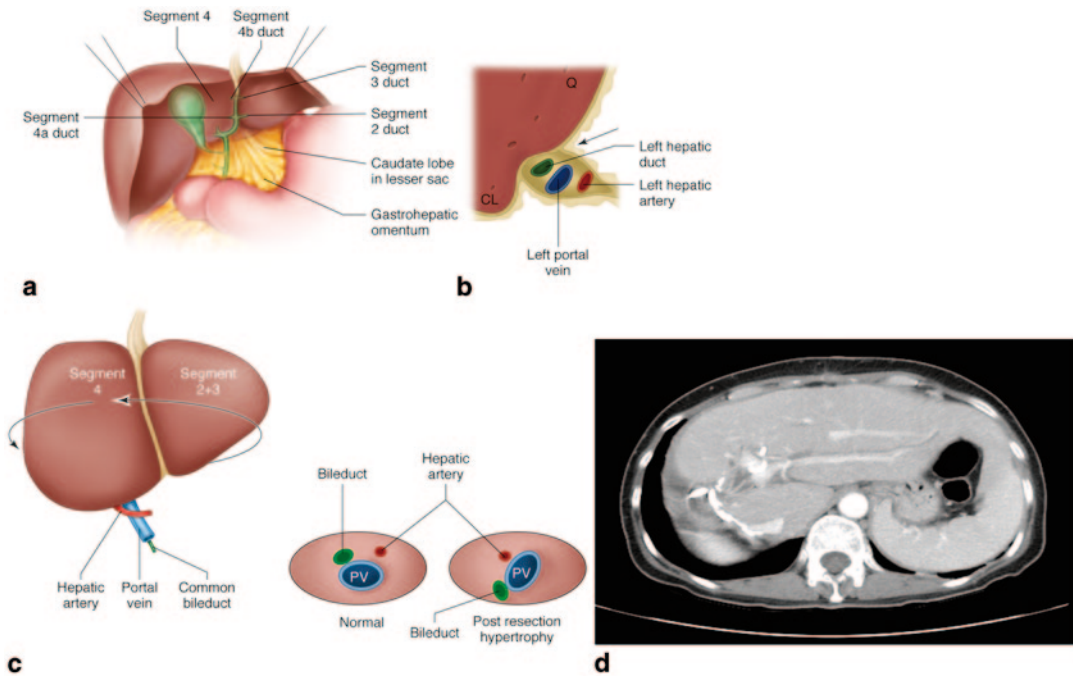 Segment 4
Segment
4b duct
Segment
3 duct
Segment
4a duct
Segment
2 duct
Caudate lobe
in lesser sac
Gastrohepatic
omentum
a
Q
CL
Left hepatic
duct
Left hepatic
artery
Left portal
vein
b
Segment
4
Segment
2+3
Hepatic
artery
Portal
vein
Common
bileduct
Bileduct
Hepatic
artery
PV
PV
Normal
Bileduct
Post resection
hypertrophy
c
d